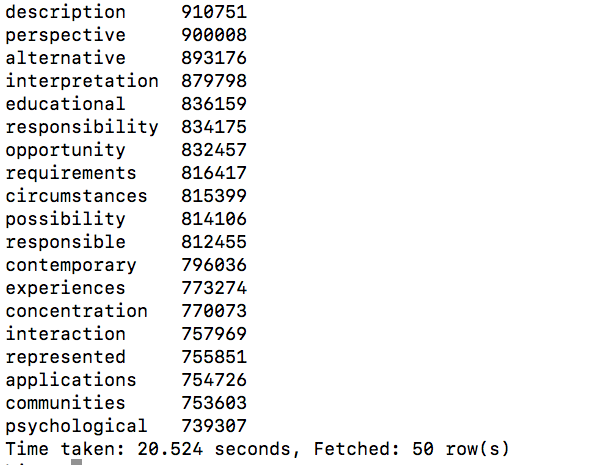 description 910751
perspective 900008
alternative 893176
interpretation 879798
educational 836159
responsibility 834175
opportunity 832457
requirements 816417
circumstances 815399
possibility 814106
responsible 812455
contemporary 796036
experiences 773274
concentration 770073
interaction 757969
represented 755851
applications 754726
communities 753603
psychological 739307
Time taken: 20.524 seconds, Fetched: 50 row(s)